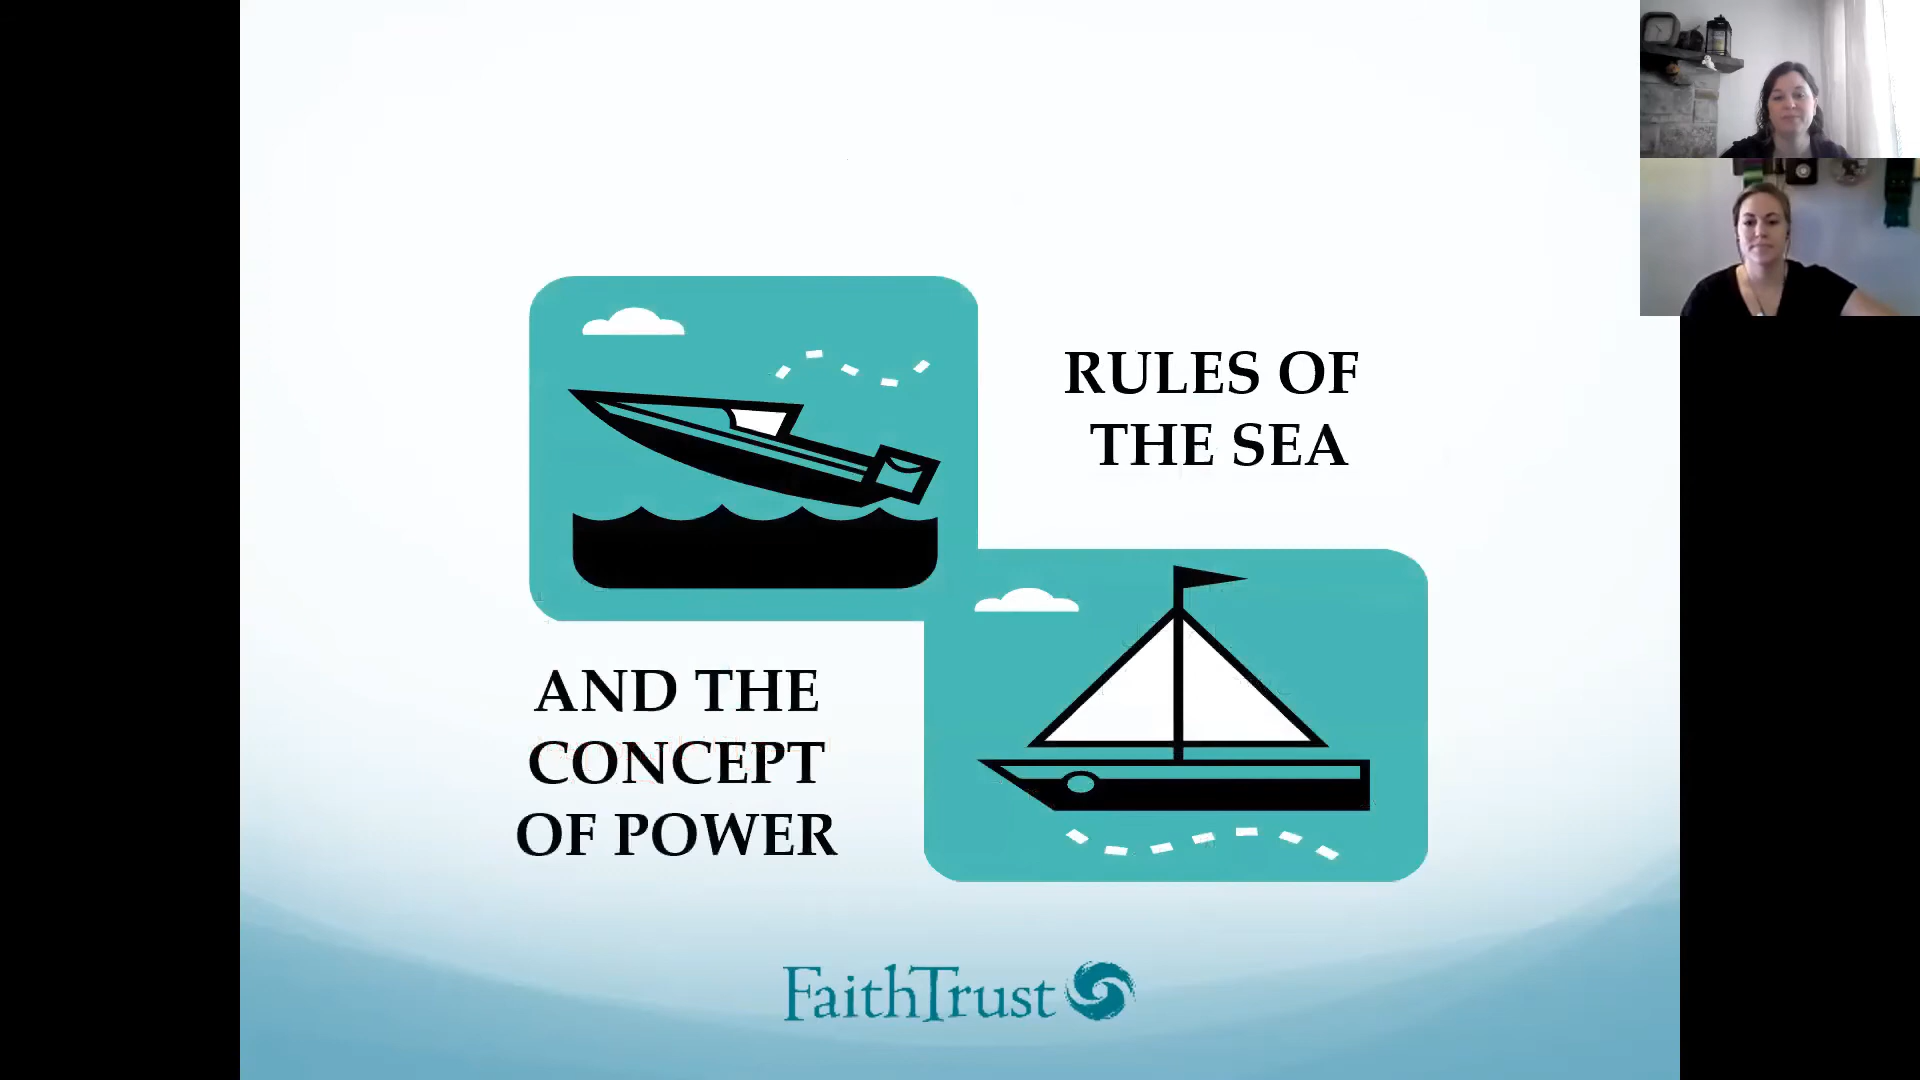 RULES OF
THE SEA
AND THE
CONCEPT
OF POWER
FaithTrust